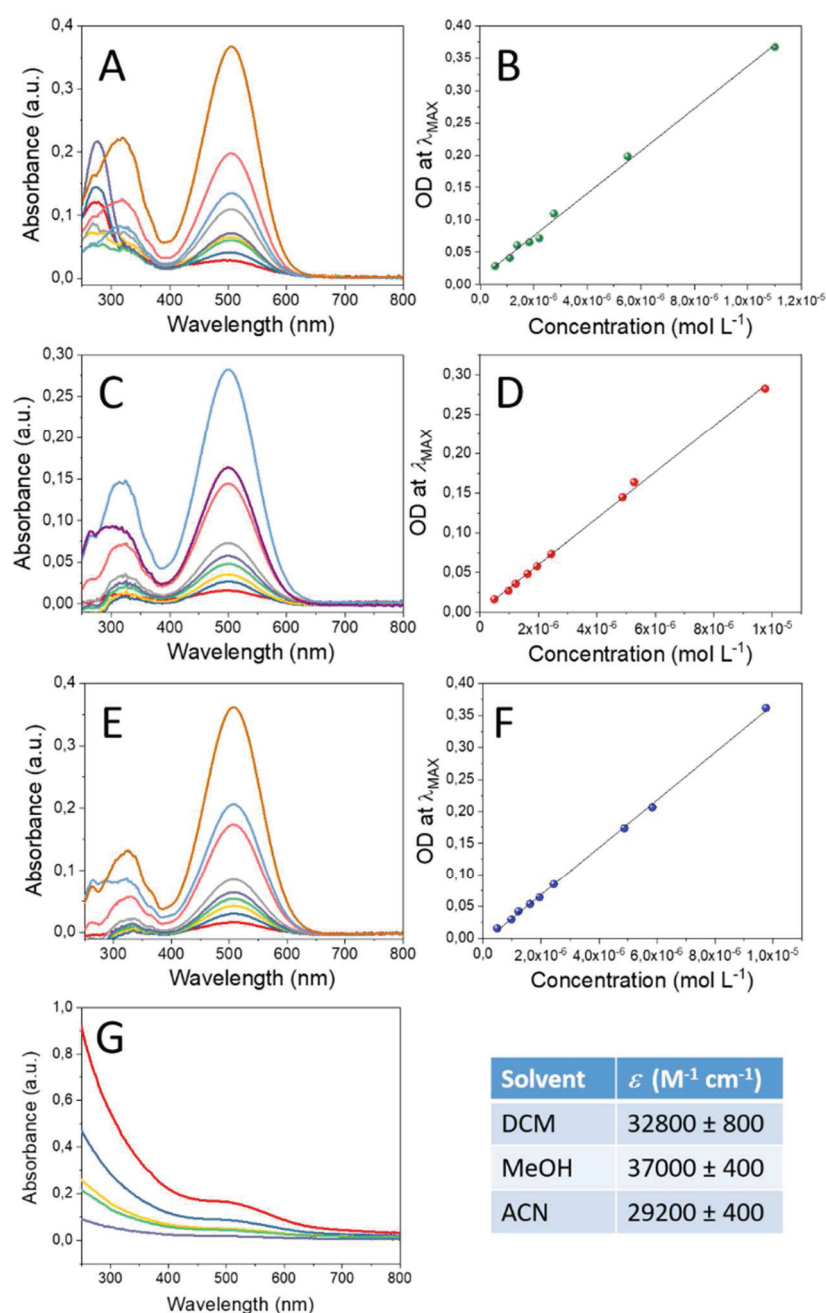 A
Absorbance (a.u.)
0,4
0,3
0,2
0,1
0,0
300 400 500 600 700 800
Wavelength (nm)
B
OD at λMAX
0,40
0,35
0,30
0,25
0,20
0,15
0,10
0,05
0,00
2,0x10⁻⁶ 4,0x10⁻⁶ 6,0x10⁻⁶ 8,0x10⁻⁶ 1,0x10⁻⁵ 1,2x10⁻⁵
Concentration (mol L⁻¹)
C
Absorbance (a.u.)
0,30
0,25
0,20
0,15
0,10
0,05
0,00
300 400 500 600 700 800
Wavelength (nm)
D
OD at λMAX
0,30
0,25
0,20
0,15
0,10
0,05
0,00
2x10⁻⁶ 4x10⁻⁶ 6x10⁻⁶ 8x10⁻⁶ 1x10⁻⁵
Concentration (mol L⁻¹)
E
Absorbance (a.u.)
0,4
0,3
0,2
0,1
0,0
300 400 500 600 700 800
Wavelength (nm)
F
OD at λMAX
0,40
0,35
0,30
0,25
0,20
0,15
0,10
0,05
0,00
0,0 2,0x10⁻⁶ 4,0x10⁻⁶ 6,0x10⁻⁶ 8,0x10⁻⁶ 1,0x10⁻⁵
Concentration (mol L⁻¹)
G
Absorbance (a.u.)
1,0
0,8
0,6
0,4
0,2
0,0
300 400 500 600 700 800
Wavelength (nm)
Solvent ε (M⁻¹ cm⁻¹)
DCM 32800 ± 800
MeOH 37000 ± 400
ACN 29200 ± 400